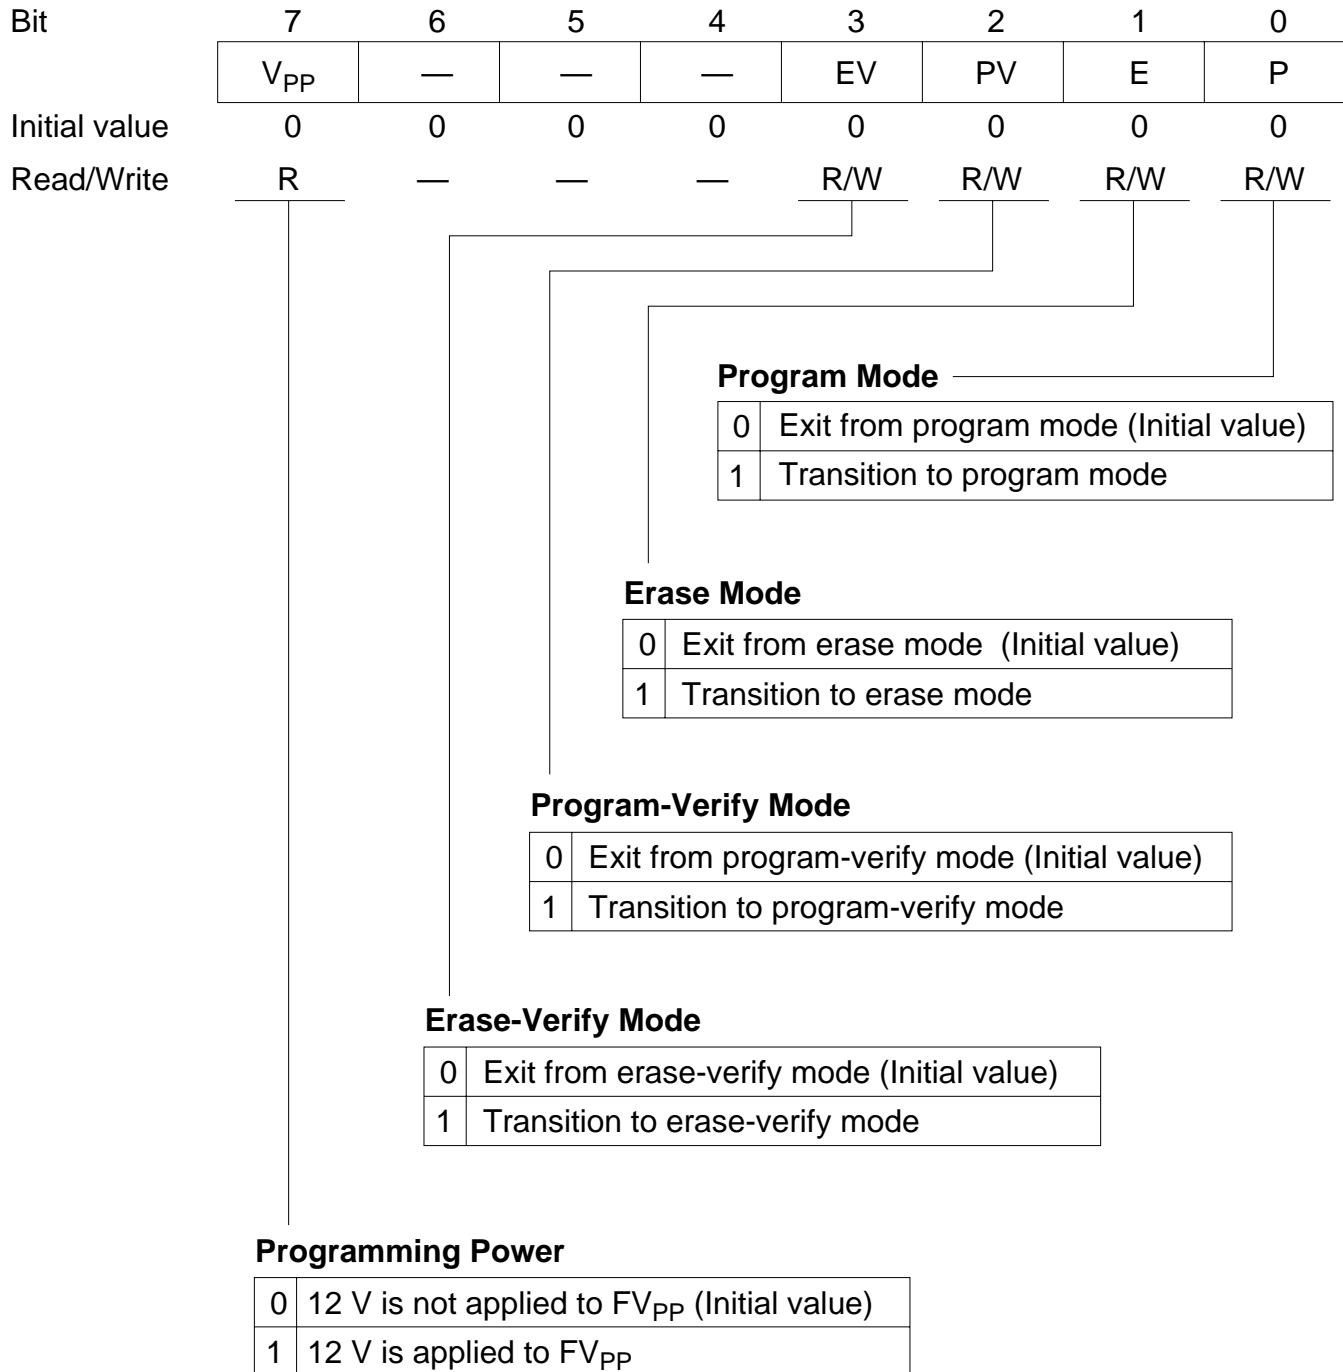 Bit 7 6 5 4 3 2 1 0
VPP — — — EV PV E P
Initial value 0 0 0 0 0 0 0 0
Read/Write R — — — R/W R/W R/W R/W
Program Mode
0 Exit from program mode (Initial value)
1 Transition to program mode
Erase Mode
0 Exit from erase mode (Initial value)
1 Transition to erase mode
Program-Verify Mode
0 Exit from program-verify mode (Initial value)
1 Transition to program-verify mode
Erase-Verify Mode
0 Exit from erase-verify mode (Initial value)
1 Transition to erase-verify mode
Programming Power
0 12 V is not applied to FVPP (Initial value)
1 12 V is applied to FVPP